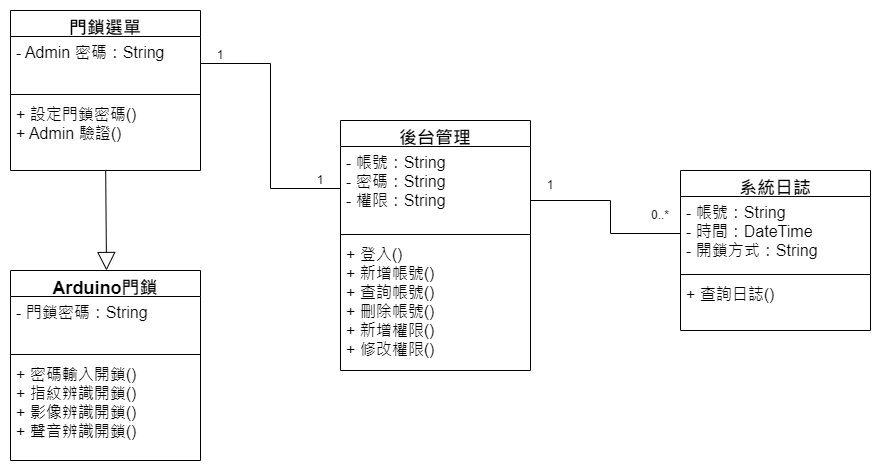 門鎖選單
- Admin 密碼：String
+ 設定門鎖密碼()
+ Admin 驗證()
1
1
後台管理
- 帳號：String
- 密碼：String
- 權限：String
+ 登入()
+ 新增帳號()
+ 查詢帳號()
+ 刪除帳號()
+ 新增權限()
+ 修改權限()
1
0..*
系統日誌
- 帳號：String
- 時間：DateTime
- 開鎖方式：String
+ 查詢日誌()
Arduino門鎖
- 門鎖密碼：String
+ 密碼輸入開鎖()
+ 指紋辨識開鎖()
+ 影像辨識開鎖()
+ 聲音辨識開鎖()